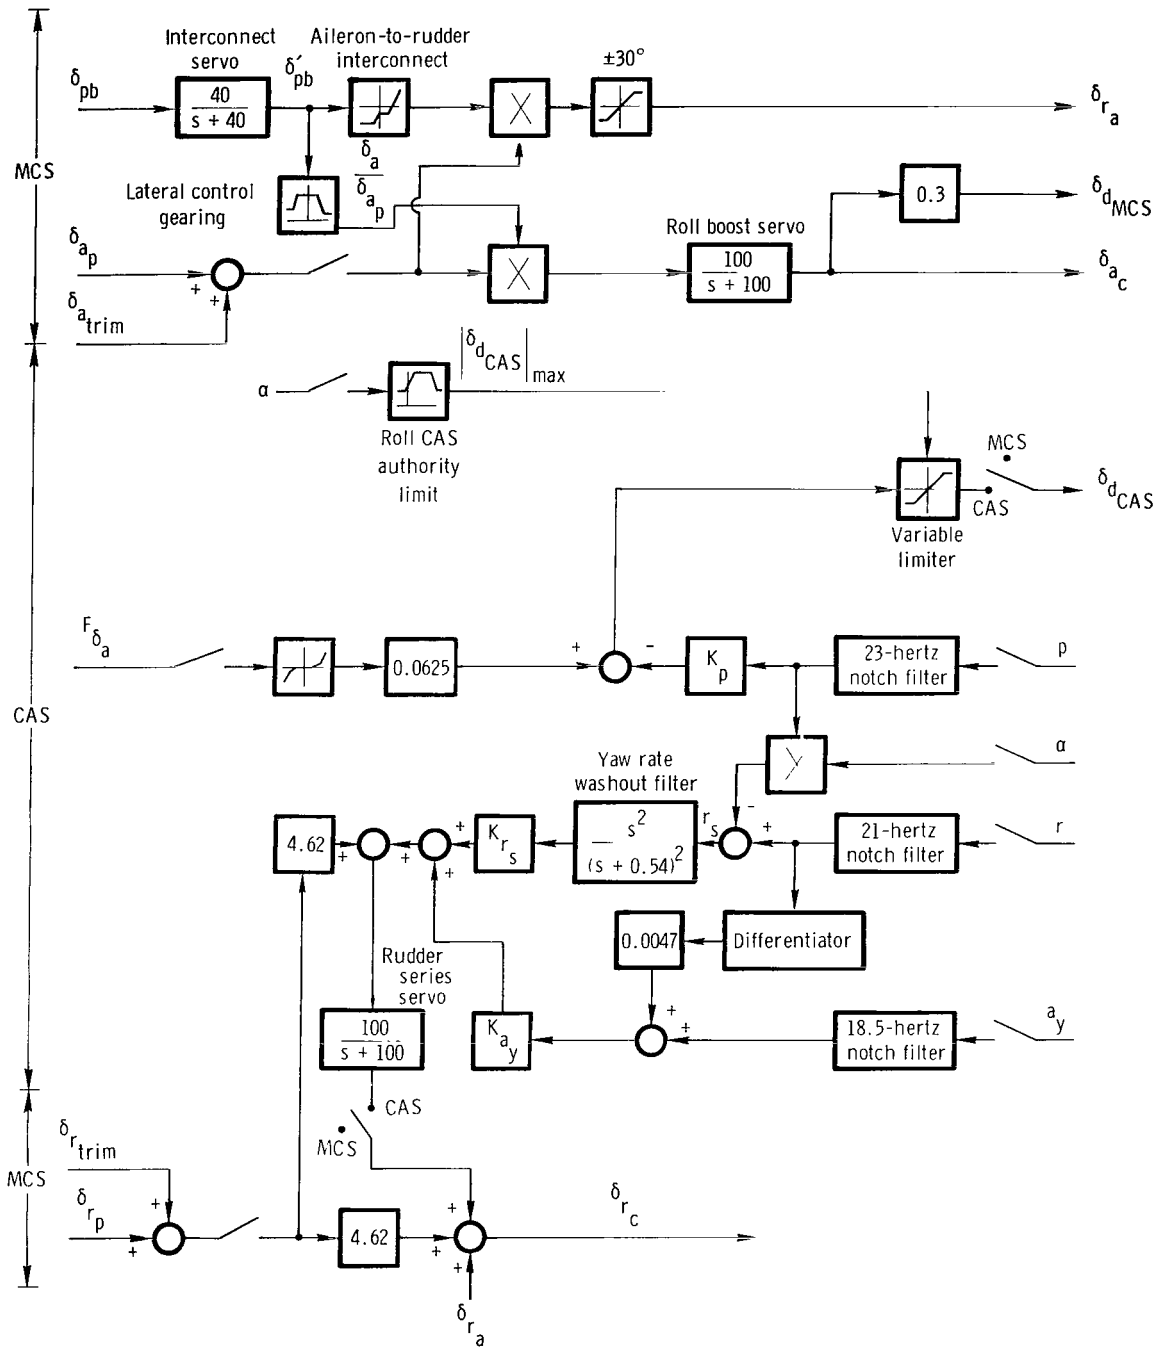 Interconnect servo
Aileron-to-rudder interconnect
±30°
δpb
40
s + 40
δ′pb
X
δra
MCS
Lateral control gearing
δa
δap
0.3
δdMCS
δap
+
+
X
Roll boost servo
100
s + 100
δac
δatrim
|δdCAS|max
α
Roll CAS authority limit
MCS
CAS
δdCAS
Variable limiter
Fδa
0.0625
+
−
Kp
23-hertz notch filter
p
CAS
α
Yaw rate washout filter
−
4.62
+
+
+
+
Krs
s²
(s + 0.54)²
rs
+
21-hertz notch filter
r
0.0047
Differentiator
Rudder series servo
100
s + 100
Kay
+
+
18.5-hertz notch filter
ay
CAS
MCS
δrtrim
MCS
δrp
+
+
4.62
+
+
+
δrc
δra